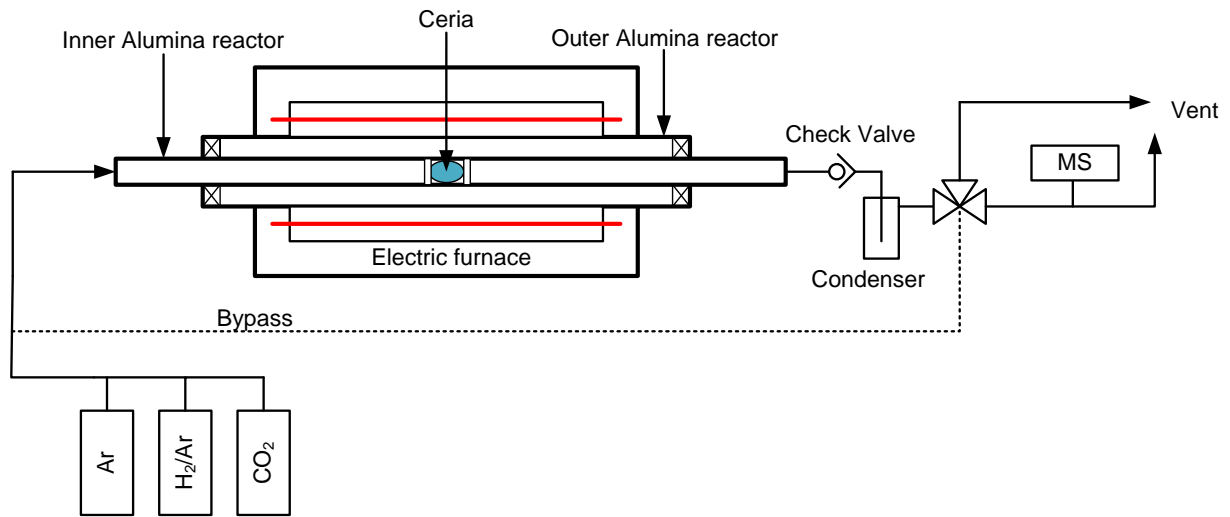 Ceria
Inner Alumina reactor
Outer Alumina reactor
Vent
Check Valve
MS
Electric furnace
Condenser
Bypass
Ar
H₂/Ar
CO₂